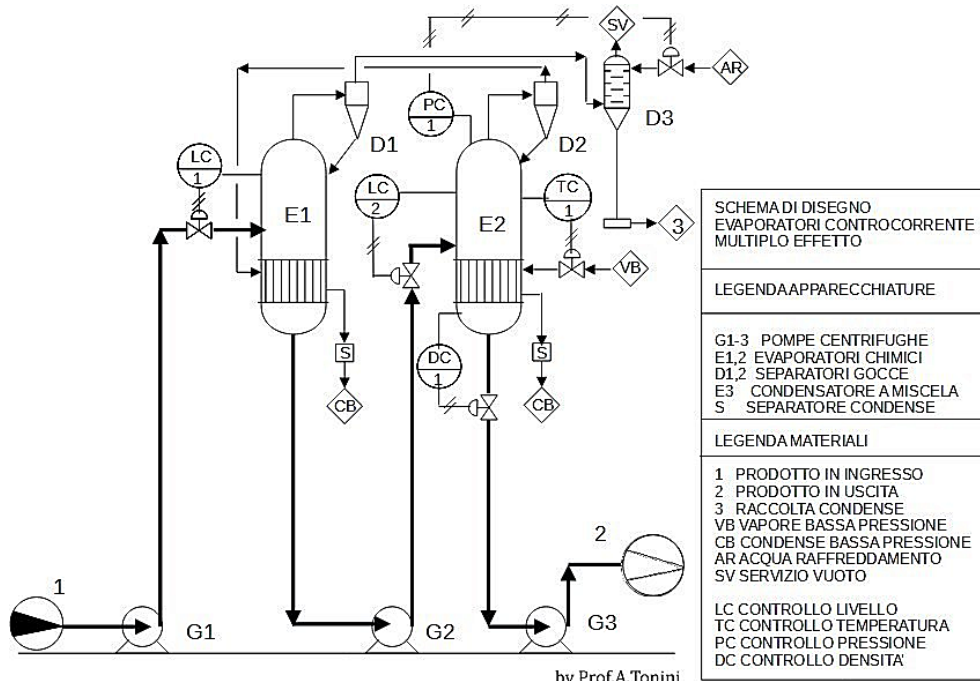 SV
AR
D3
PC
1
D1
D2
LC
1
LC
2
TC
1
E1
E2
3
VB
S
S
DC
1
CB
CB
1
2
G1
G2
G3
SCHEMA DI DISEGNO
EVAPORATORI CONTROCORRENTE
MULTIPLO EFFETTO
LEGENDA APPARECCHIATURE
G1-3 POMPE CENTRIFUGHE
E1,2 EVAPORATORI CHIMICI
D1,2 SEPARATORI GOCCE
E3 CONDENSATORE A MISCELA
S SEPARATORE CONDENSE
LEGENDA MATERIALI
1 PRODOTTO IN INGRESSO
2 PRODOTTO IN USCITA
3 RACCOLTA CONDENSE
VB VAPORE BASSA PRESSIONE
CB CONDENSE BASSA PRESSIONE
AR ACQUA RAFFREDDAMENTO
SV SERVIZIO VUOTO
LC CONTROLLO LIVELLO
TC CONTROLLO TEMPERATURA
PC CONTROLLO PRESSIONE
DC CONTROLLO DENSITA'
by Prof.A.Tonini